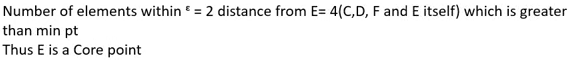 Number of elements within ε = 2 distance from E= 4(C,D, F and E itself) which is greater
than min pt
Thus E is a Core point